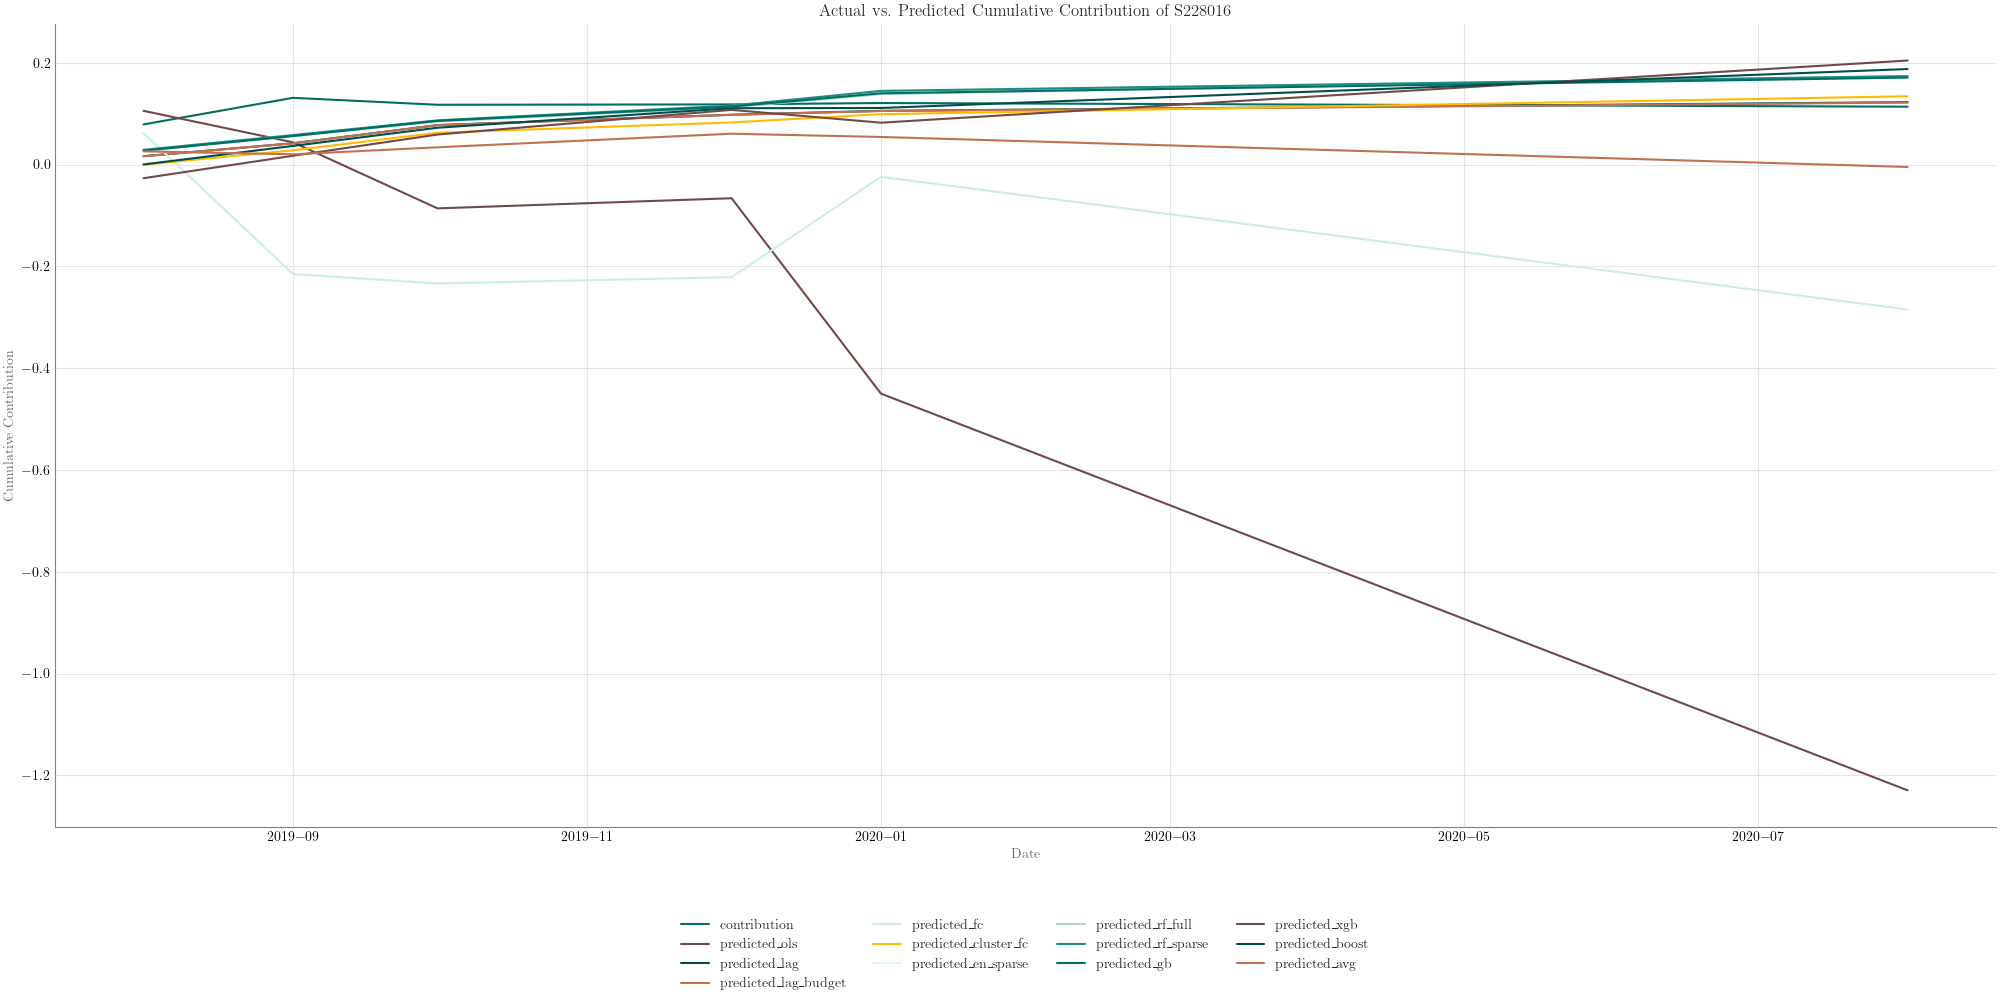 Actual vs. Predicted Cumulative Contribution of S228016
0.2
0.0
−0.2
−0.4
−0.6
−0.8
−1.0
−1.2
Cumulative Contribution
2019−09 2019−11 2020−01 2020−03 2020−05 2020−07
Date
contribution predicted_fc predicted_rf_full predicted_xgb
predicted_ols predicted_cluster_fc predicted_rf_sparse predicted_boost
predicted_lag predicted_en_sparse predicted_gb predicted_avg
predicted_lag_budget